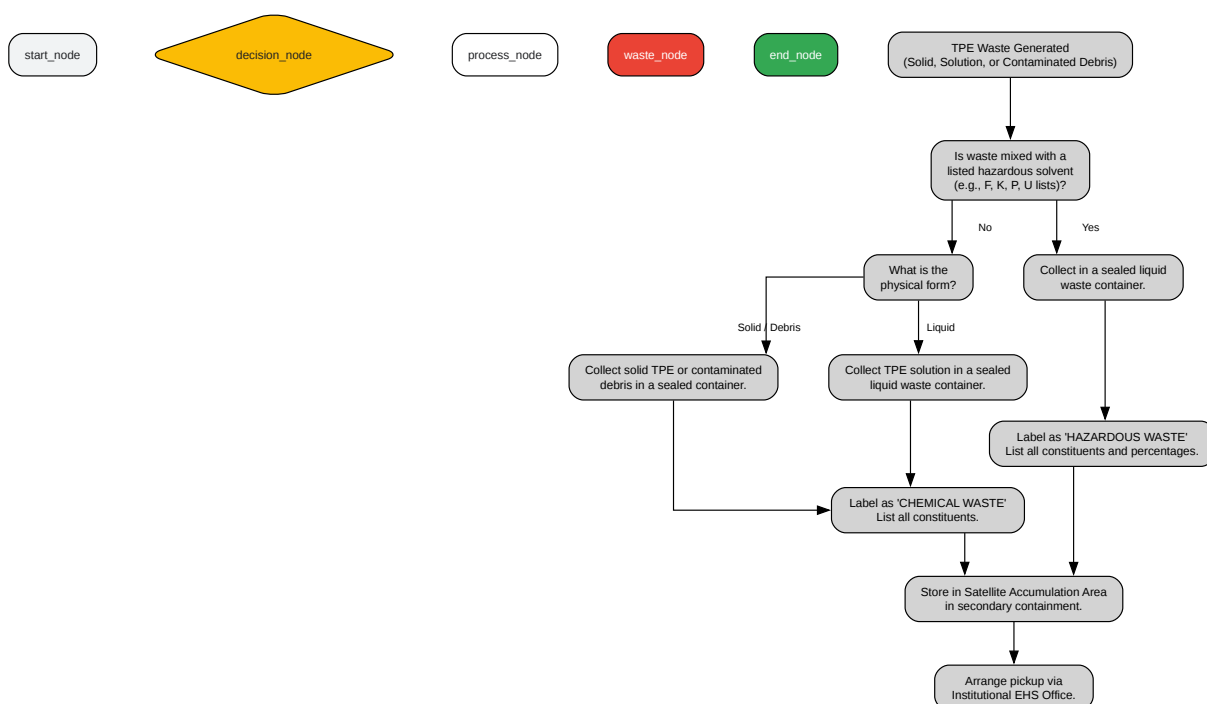 start_node
decision_node
process_node
waste_node
end_node
TPE Waste Generated
(Solid, Solution, or Contaminated Debris)
Is waste mixed with a
listed hazardous solvent
(e.g., F, K, P, U lists)?
No
Yes
What is the
physical form?
Collect in a sealed liquid
waste container.
Solid / Debris
Liquid
Collect solid TPE or contaminated
debris in a sealed container.
Collect TPE solution in a sealed
liquid waste container.
Label as 'HAZARDOUS WASTE'
List all constituents and percentages.
Label as 'CHEMICAL WASTE'
List all constituents.
Store in Satellite Accumulation Area
in secondary containment.
Arrange pickup via
Institutional EHS Office.